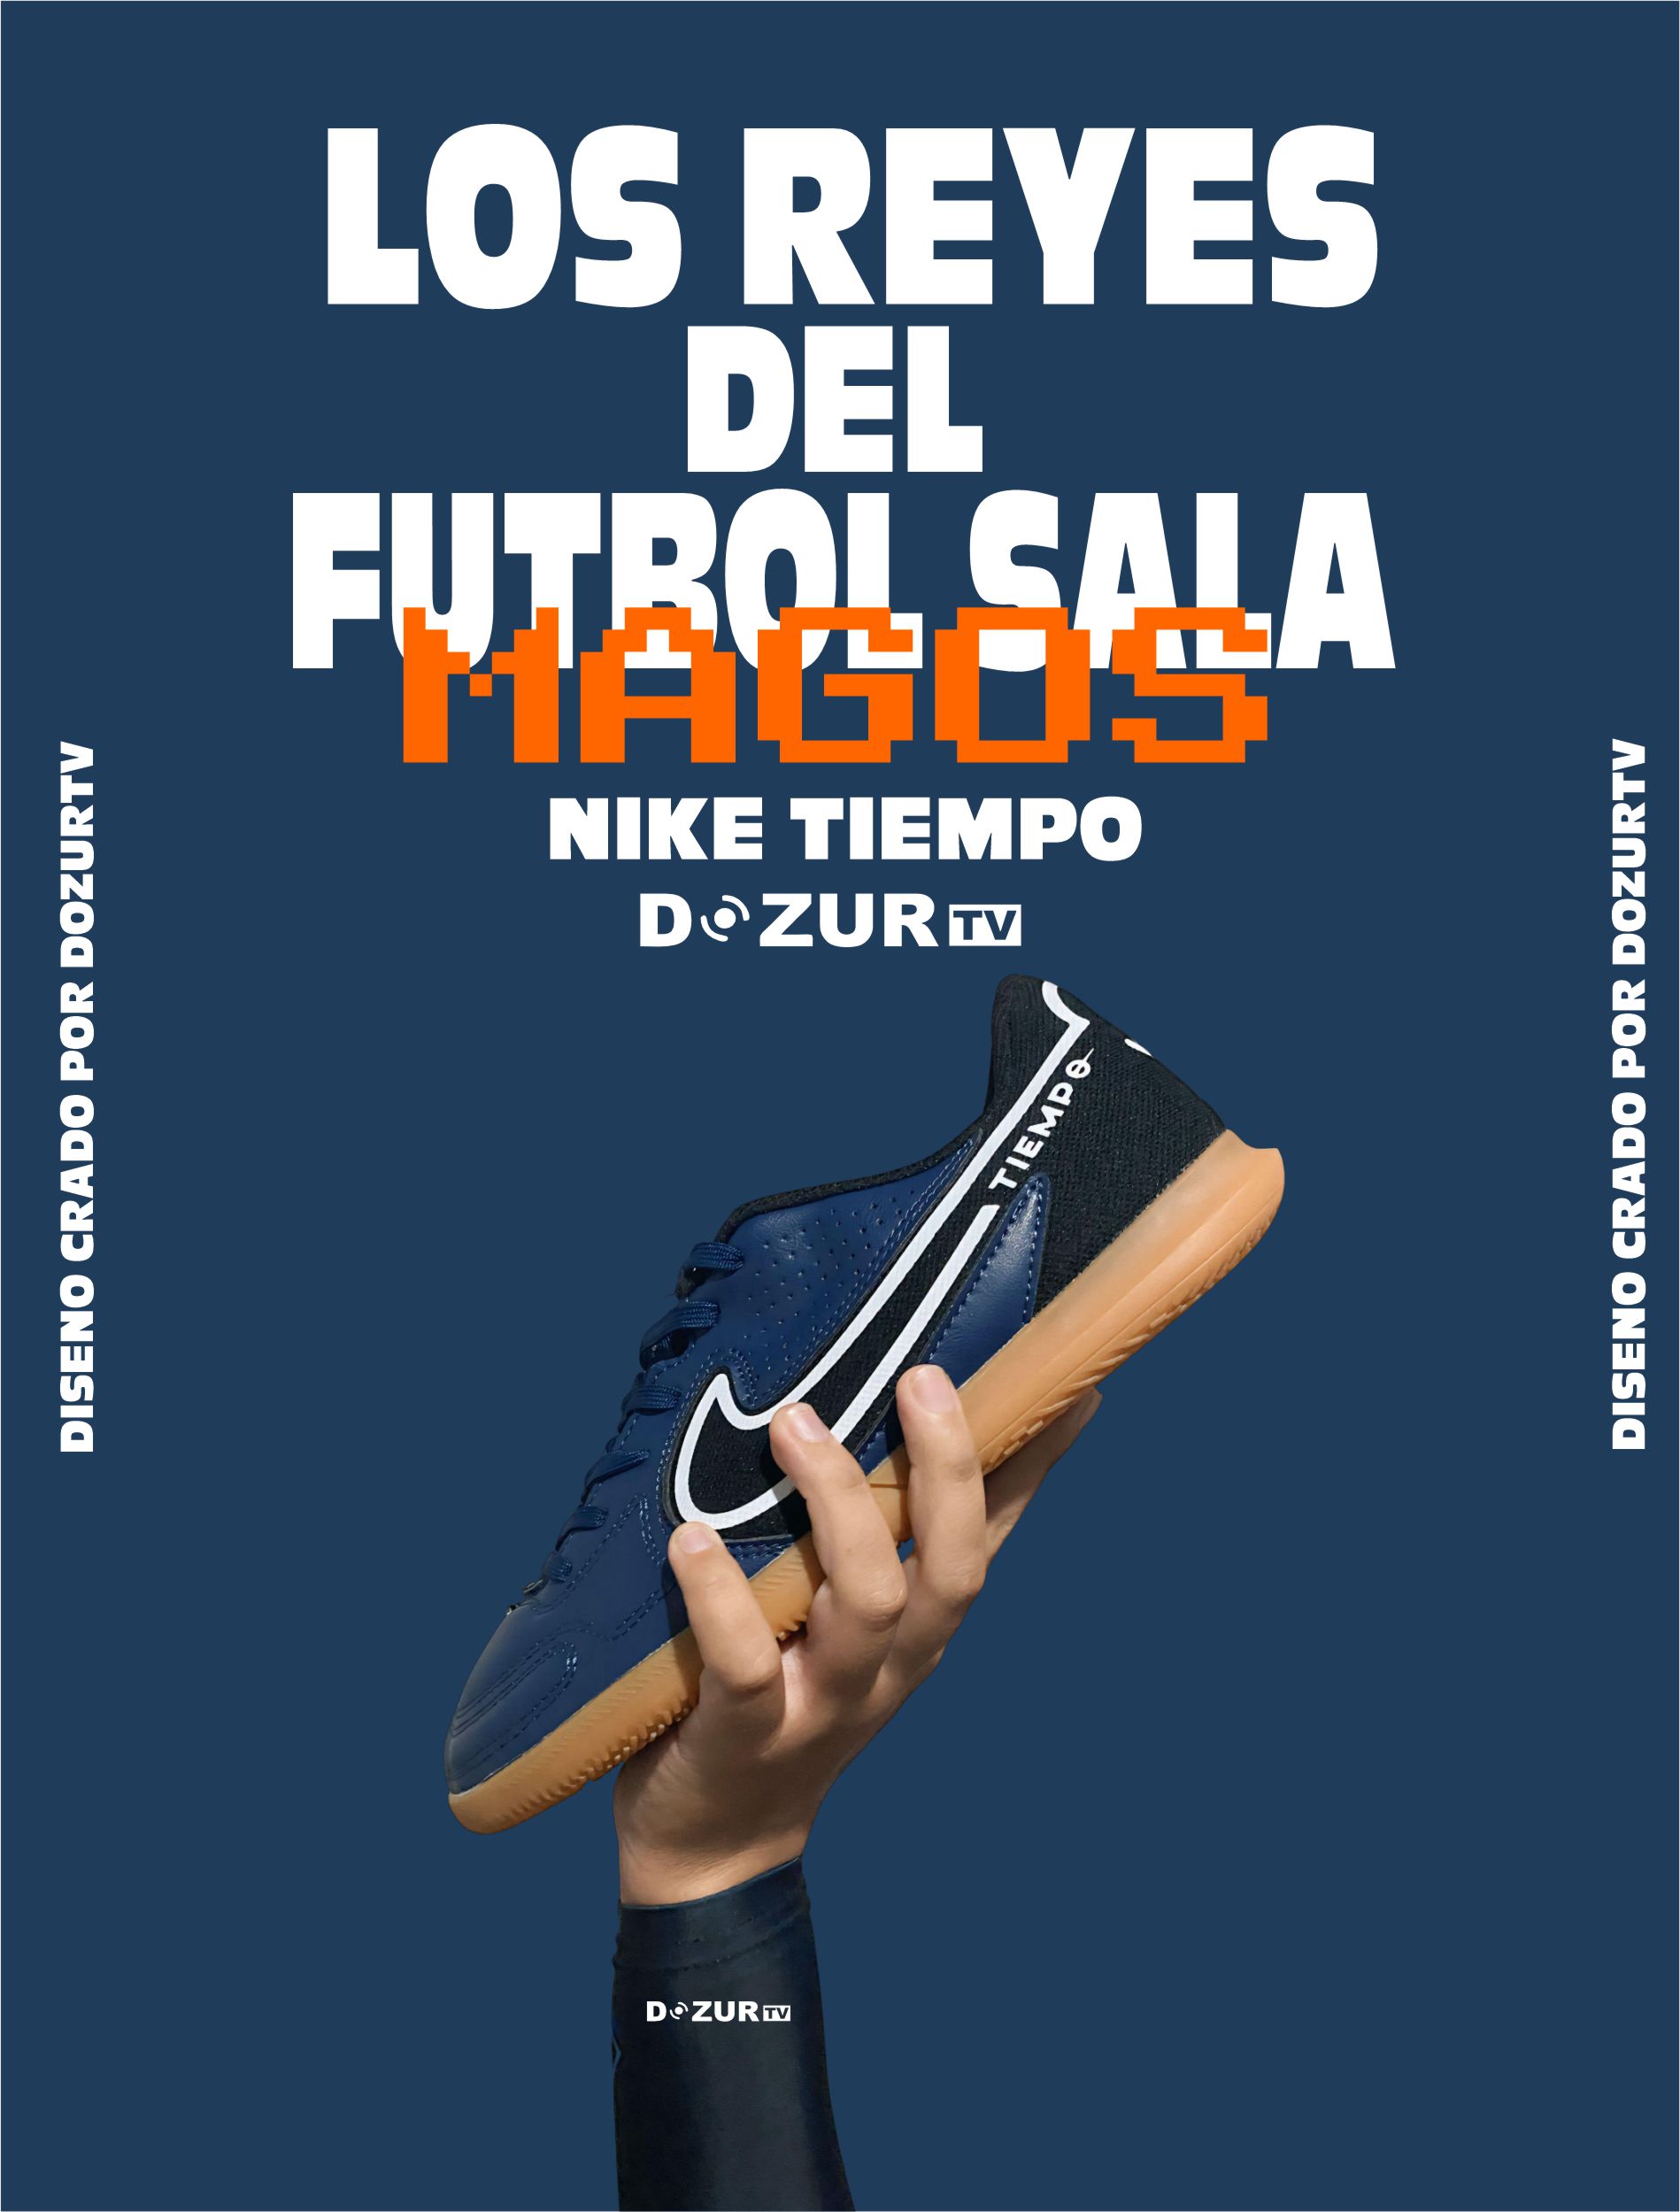 LOS REYES
DEL
FUTBOL SALA
MAGOS
NIKE TIEMPO
DOZUR TV
DISENO CRADO POR DOZURTV
DISENO CRADO POR DOZURTV
TIEMPO
DOZUR TV